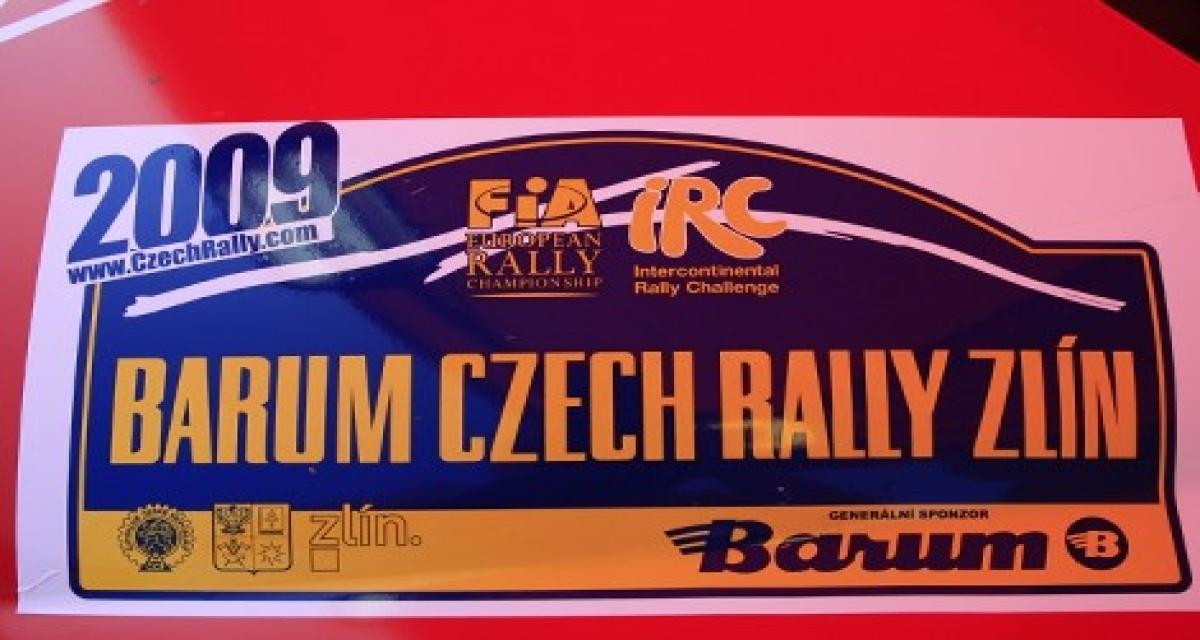 2009
www.CzechRally.com
FiA
EUROPEAN
RALLY
CHAMPIONSHIP
iRC
Intercontinental
Rally Challenge
BARUM CZECH RALLY ZLÍN
zlín.
GENERÁLNÍ SPONZOR
Barum
B